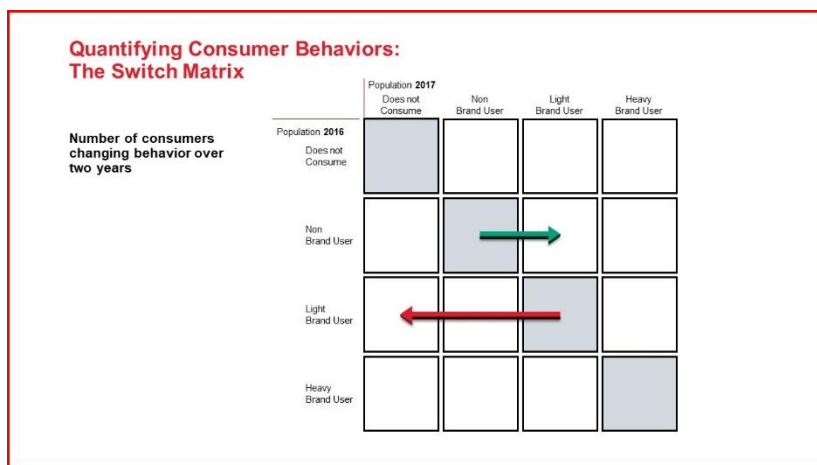 Quantifying Consumer Behaviors:
The Switch Matrix
Number of consumers
changing behavior over
two years
Population 2017
Does not
Consume
Non
Brand User
Light
Brand User
Heavy
Brand User
Population 2016
Does not
Consume
Non
Brand User
Light
Brand User
Heavy
Brand User